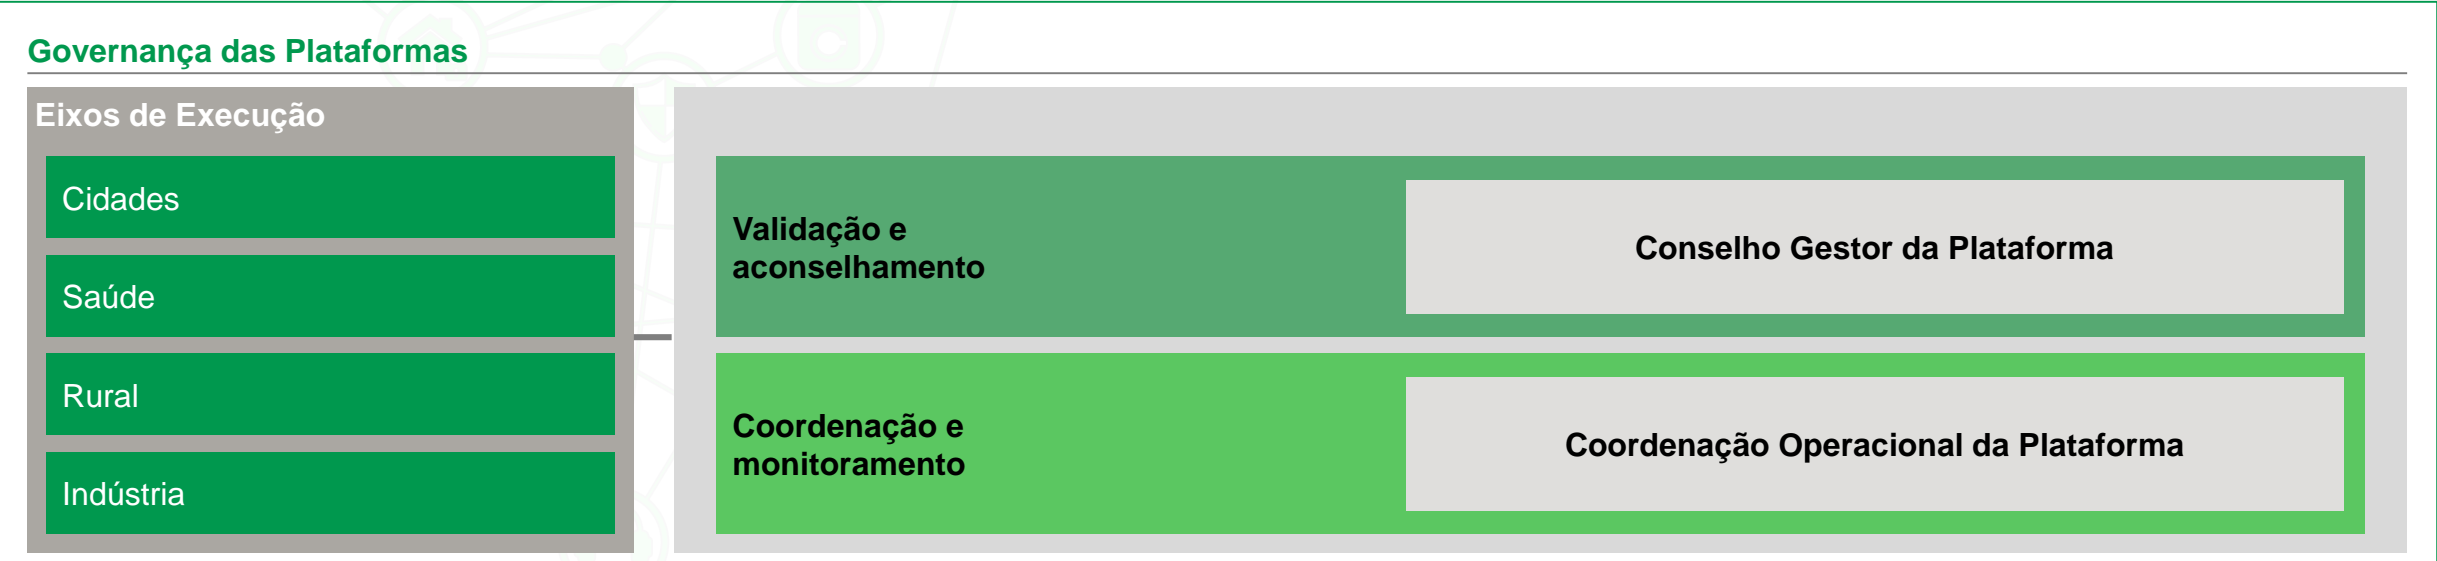 Governança das Plataformas
Eixos de Execução
Cidades
Saúde
Rural
Indústria
Validação e
aconselhamento
Conselho Gestor da Plataforma
Coordenação e
monitoramento
Coordenação Operacional da Plataforma